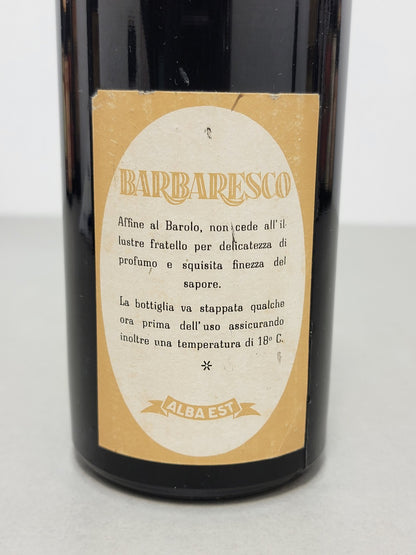 BARBARESCO
Affine al Barolo, non cede all'il-
lustre fratello per delicatezza di
profumo e squisita finezza del
sapore.
La bottiglia va stappata qualche
ora prima dell'uso assicurando
inoltre una temperatura di 18º C.
*
ALBA EST